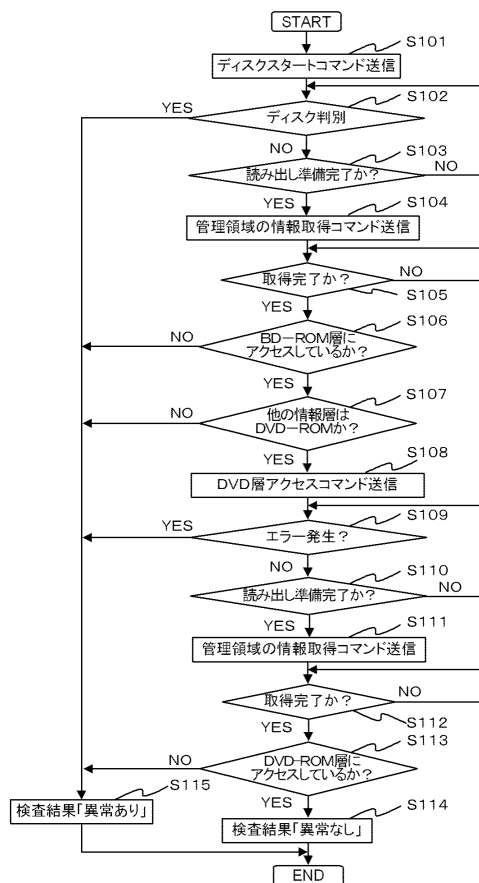 START
S101
ディスクスタートコマンド送信
S102
YES
ディスク判別
NO
S103
読み出し準備完了か？
NO
YES
S104
管理領域の情報取得コマンド送信
取得完了か？
NO
S105
YES
S106
NO
BD－ROM層に
アクセスしているか？
YES
S107
NO
他の情報層は
DVD－ROMか？
YES
S108
DVD層アクセスコマンド送信
S109
YES
エラー発生？
NO
S110
読み出し準備完了か？
NO
YES
S111
管理領域の情報取得コマンド送信
取得完了か？
NO
S112
YES
S113
NO
DVD-ROM層に
アクセスしているか？
S115
YES
S114
検査結果「異常あり」
検査結果「異常なし」
END